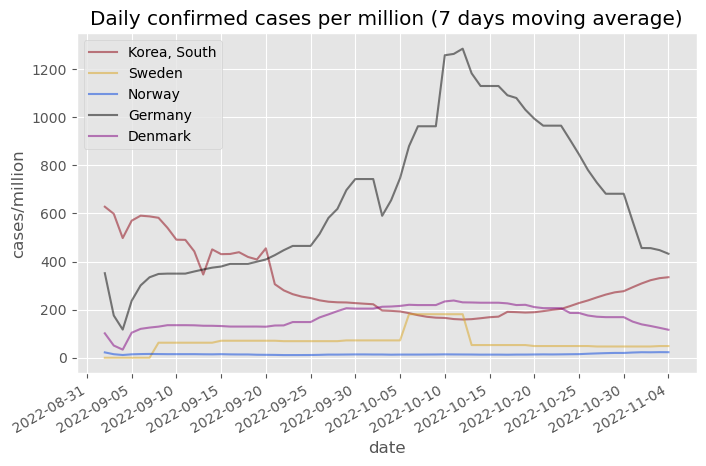 Daily confirmed cases per million (7 days moving average)
Korea, South
Sweden
Norway
Germany
Denmark
cases/million
1200
1000
800
600
400
200
0
2022-08-31
2022-09-05
2022-09-10
2022-09-15
2022-09-20
2022-09-25
2022-09-30
2022-10-05
2022-10-10
2022-10-15
2022-10-20
2022-10-25
2022-10-30
2022-11-04
date